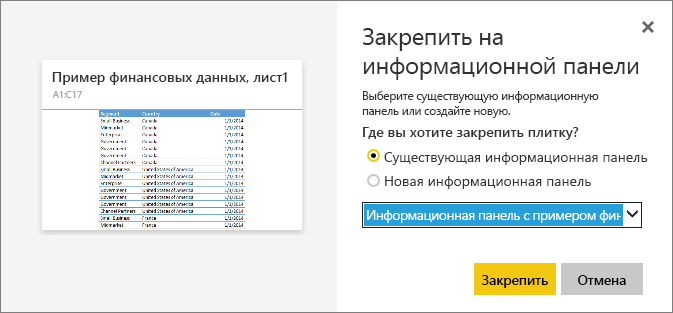 Пример финансовых данных, лист1
A1:C17
Segment Country Date
Small Business Canada 1/1/2014
Midmarket Canada 1/1/2014
Enterprise Canada 1/1/2014
Government Canada 1/1/2014
Government Canada 1/1/2014
Government Canada 1/1/2014
Channel Partners Canada 1/1/2014
Small Business United States of America 1/1/2014
Midmarket United States of America 1/1/2014
Enterprise United States of America 1/1/2014
Government United States of America 1/1/2014
Government United States of America 1/1/2014
Government United States of America 1/1/2014
Channel Partners United States of America 1/1/2014
Small Business France 1/1/2014
Midmarket France 1/1/2014
Закрепить на
информационной панели
Выберите существующую информационную
панель или создайте новую.
Где вы хотите закрепить плитку?
Существующая информационная панель
Новая информационная панель
Информационная панель с примером фин
Закрепить
Отмена